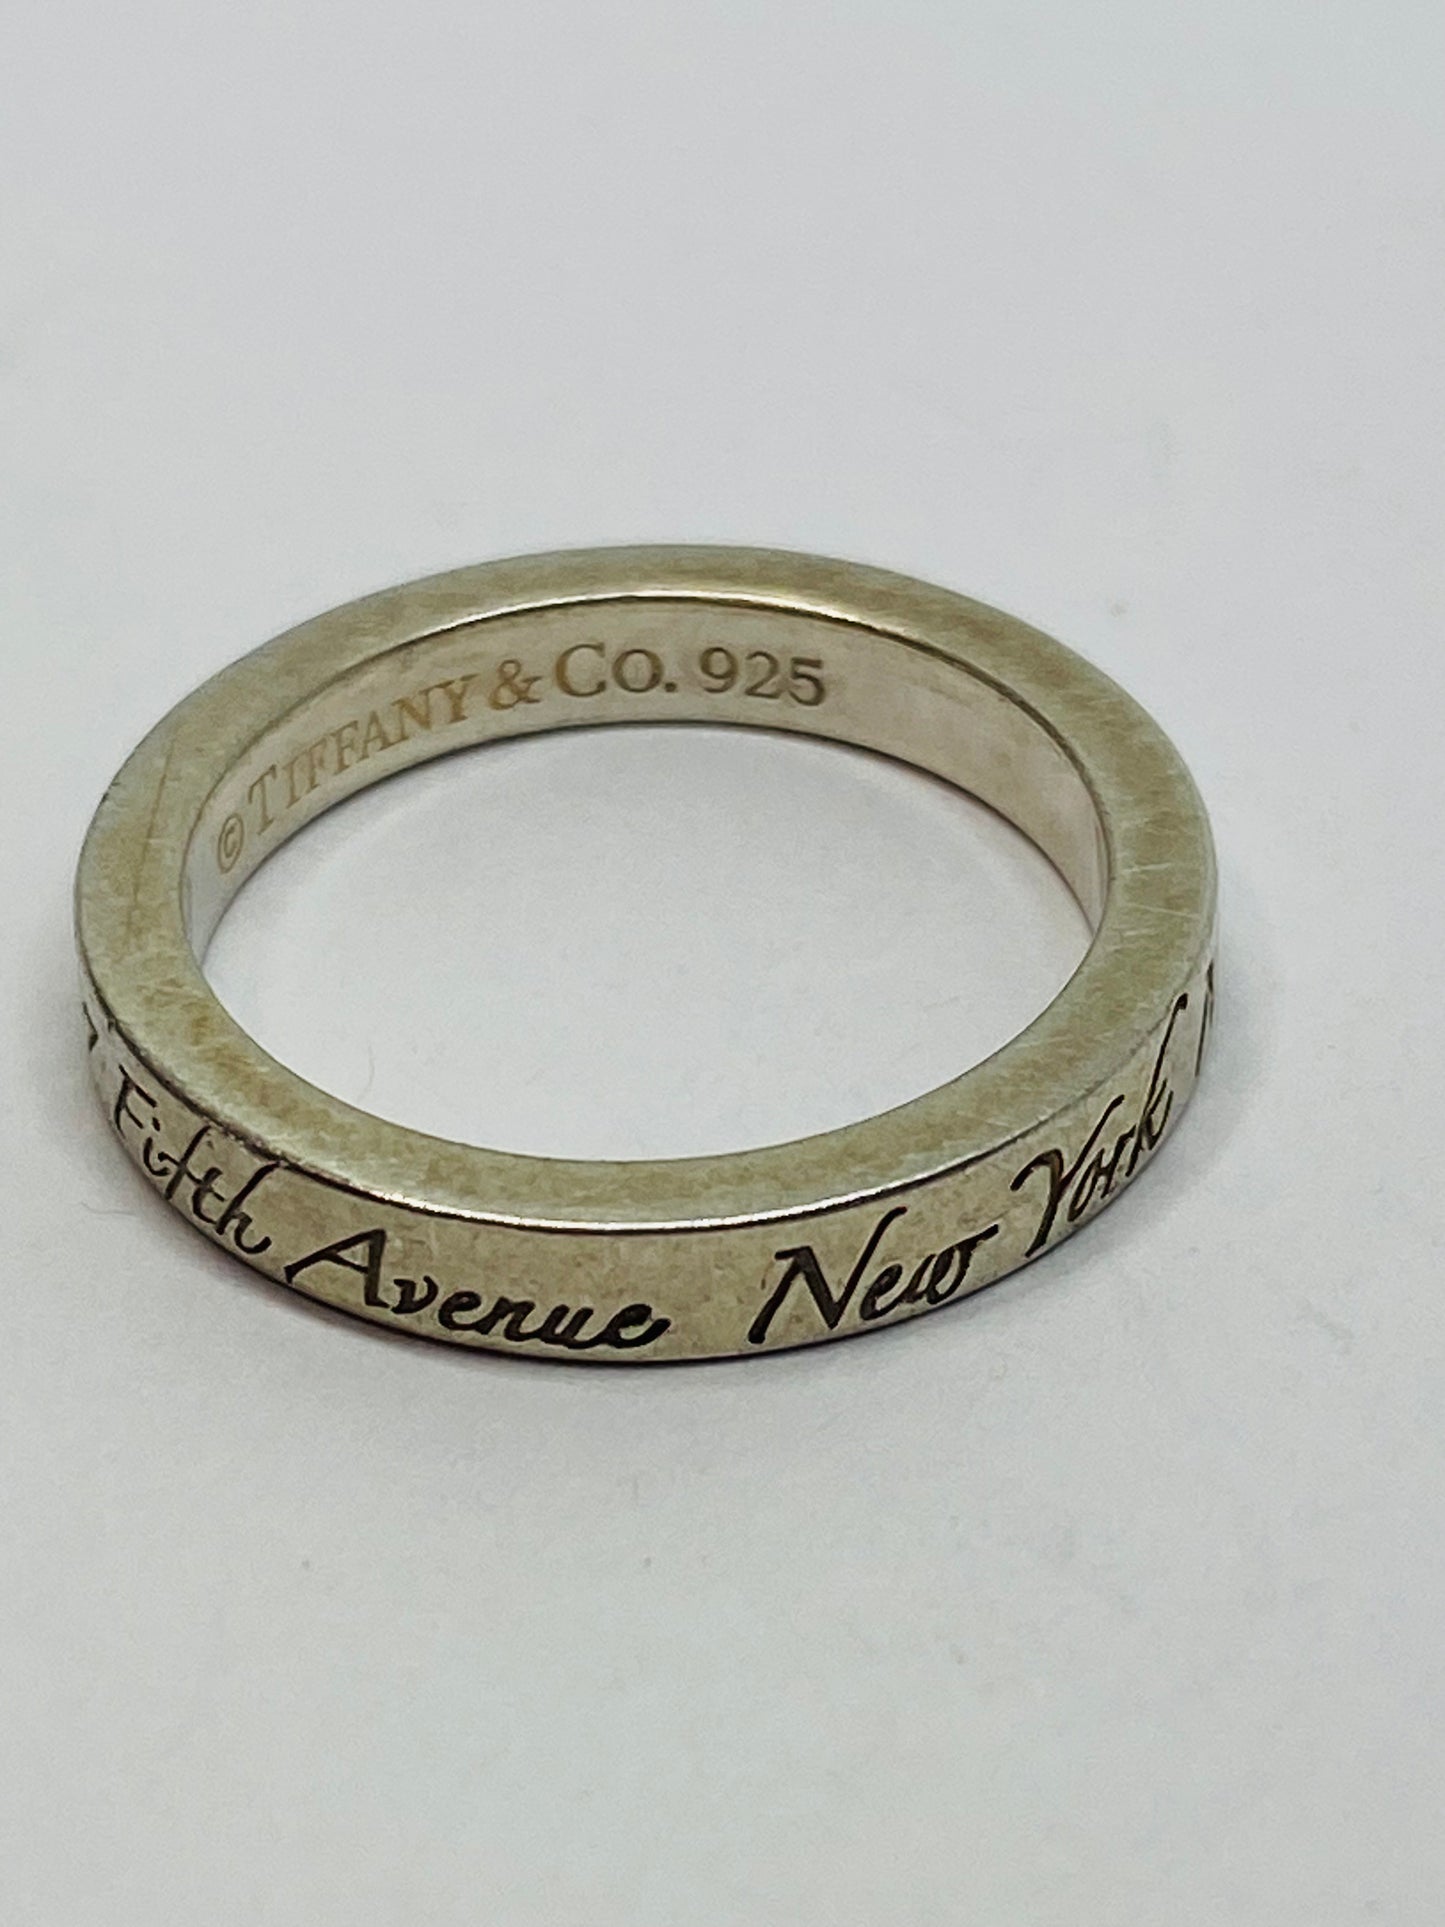 © TIFFANY & CO. 925
Fifth Avenue New York